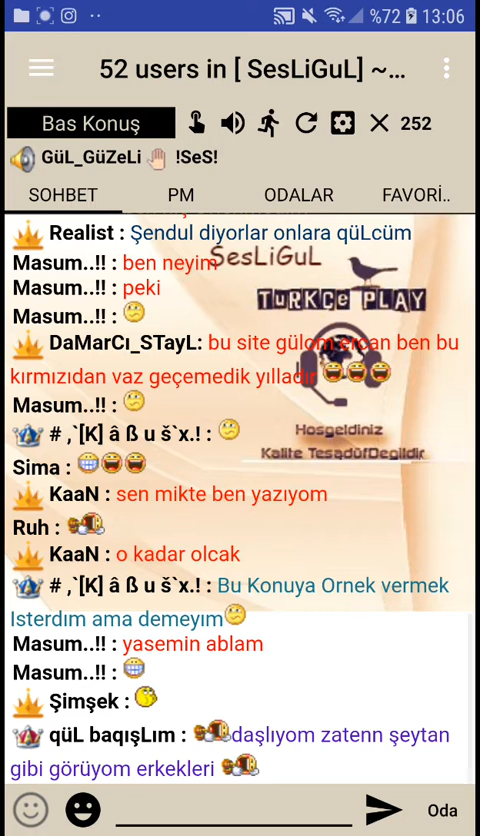 %72 13:06
52 users in [ SesLiGuL] ~...
Bas Konuş 252
GüL_GüZeLi !SeS!
SOHBET PM ODALAR FAVORİ..
Realist : Şendul diyorlar onlara qüLcüm
SesLiGuL
Masum..!! : ben neyim
Masum..!! : peki
TURKÇe PLAY
Masum..!! :
DaMarCı_STayL: bu site gülom ercan ben bu
kırmızıdan vaz geçemedik yılladır
Masum..!! :
Hosgeldiniz
# ,`[K] â ß u š`x.! :
Kalite TesadüfDegildir
Sima :
KaaN : sen mikte ben yazıyom
Ruh :
KaaN : o kadar olcak
# ,`[K] â ß u š`x.! : Bu Konuya Ornek vermek
Isterdım ama demeyım
Masum..!! : yasemin ablam
Masum..!! :
Şimşek :
qüL baqışLım : daşlıyom zatenn şeytan
gibi görüyom erkekleri
Oda